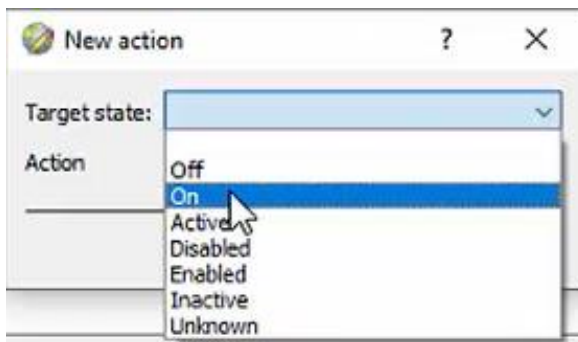 New action ?
Target state:
Action
Off
On
Active
Disabled
Enabled
Inactive
Unknown